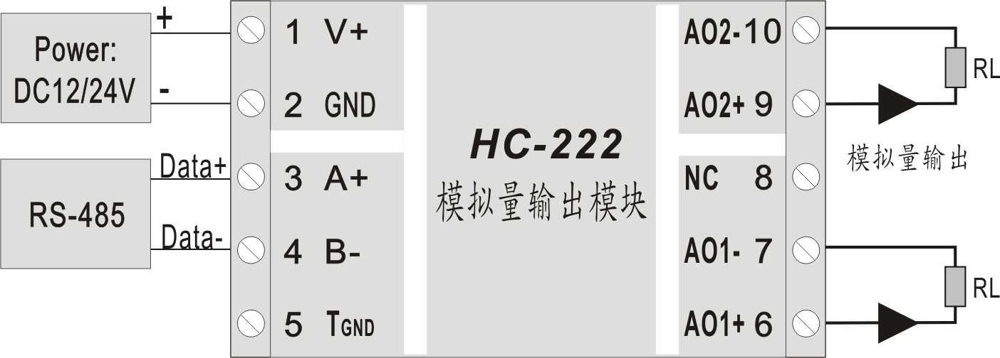 +
Power:
DC12/24V
-
Data+
RS-485
Data-
1 V+
2 GND
3 A+
4 B-
5 TGND
HC-222
模拟量输出模块
AO2- 10
AO2+ 9
NC 8
AO1- 7
AO1+ 6
RL
模拟量输出
RL